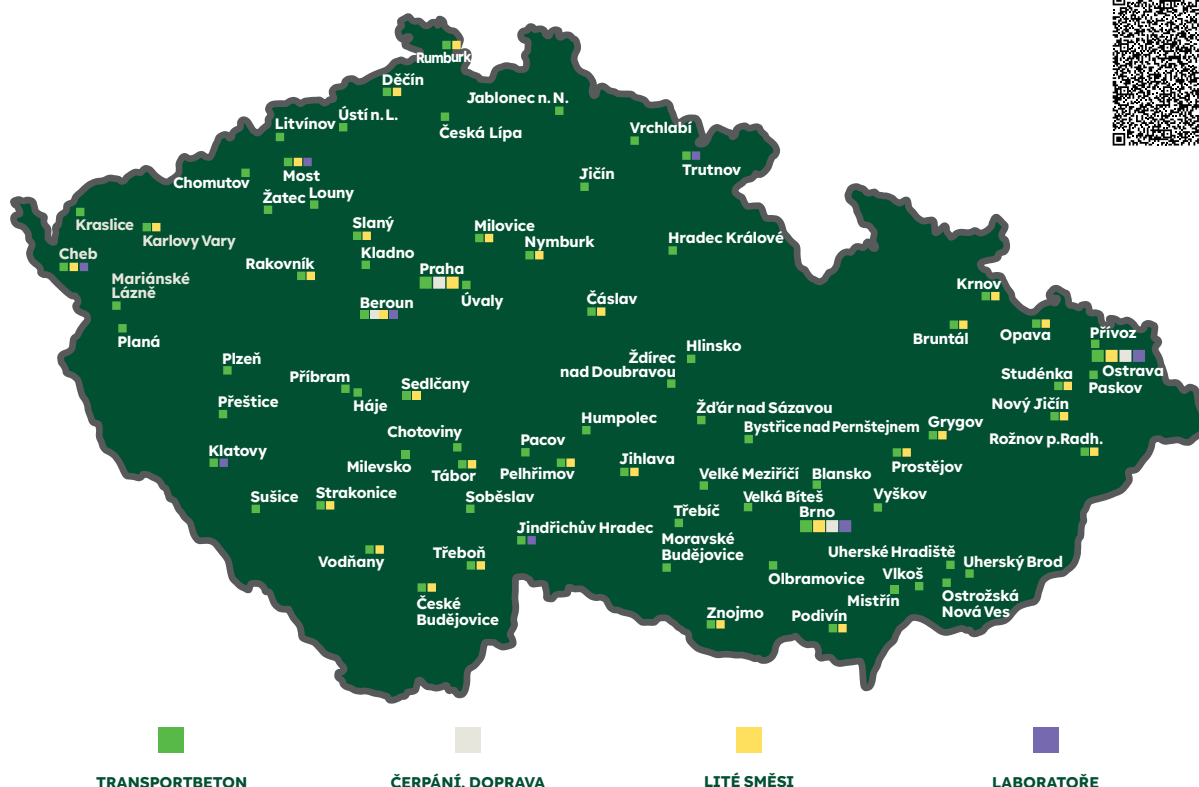 Rumburk
Děčín
Jablonec n. N.
Ústí n. L.
Litvínov
Česká Lípa
Vrchlabí
Most
Trutnov
Chomutov
Jičín
Žatec
Louny
Kraslice
Slaný
Milovice
Karlovy Vary
Nymburk
Hradec Králové
Cheb
Kladno
Rakovník
Praha
Mariánské
Lázně
Úvaly
Beroun
Čáslav
Krnov
Planá
Bruntál
Opava
Přívoz
Hlinsko
Plzeň
Ždírec
nad Doubravou
Ostrava
Studénka
Paskov
Příbram
Sedlčany
Přeštice
Háje
Nový Jičín
Žďár nad Sázavou
Humpolec
Bystřice nad Pernštejnem
Grygov
Chotoviny
Pacov
Rožnov p.Radh.
Klatovy
Milevsko
Jihlava
Prostějov
Tábor
Pelhřimov
Velké Meziříčí
Blansko
Sušice
Strakonice
Soběslav
Velká Bíteš
Vyškov
Třebíč
Brno
Jindřichův Hradec
Moravské
Budějovice
Vodňany
Třeboň
Uherské Hradiště
Uherský Brod
Olbramovice
Vlkoš
České
Budějovice
Mistřín
Ostrožská
Nová Ves
Znojmo
Podivín
TRANSPORTBETON
ČERPÁNÍ, DOPRAVA
LITÉ SMĚSI
LABORATOŘE